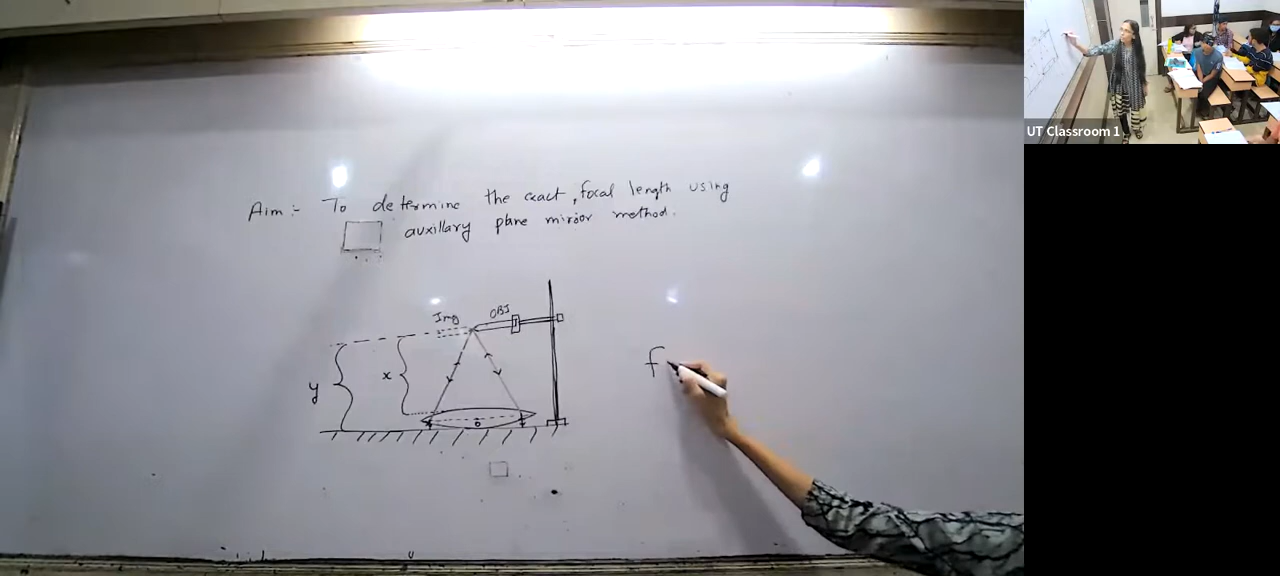 Aim :- To determine the exact, focal length using
auxillary plane mirror method.
Img OBJ
y
x
o
f
UT Classroom 1